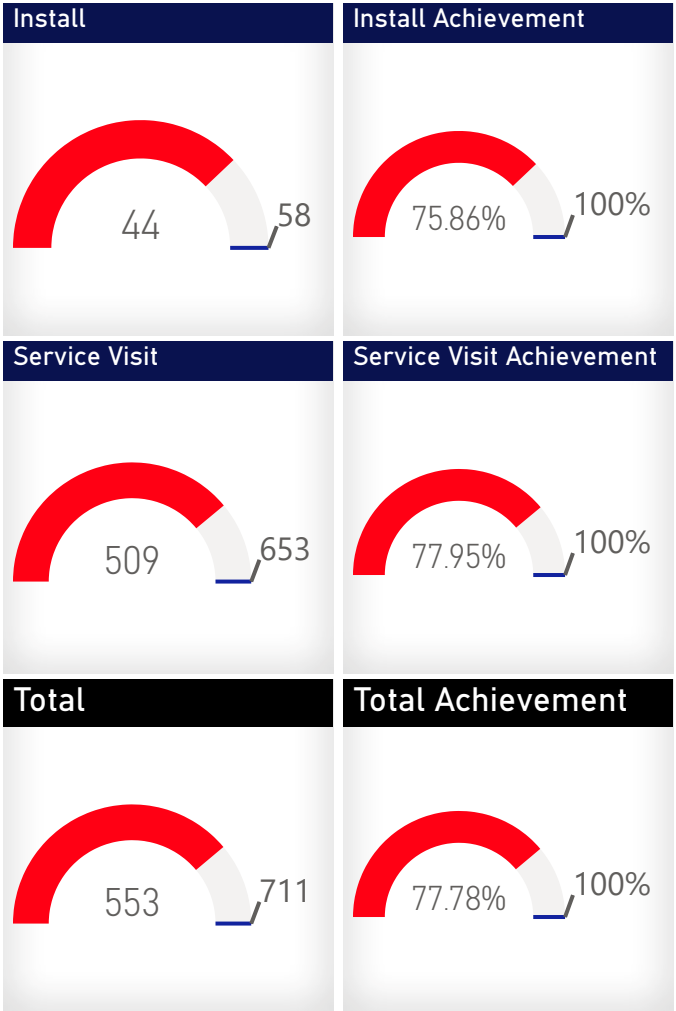 Install
58
44
Install Achievement
100%
75.86%
Service Visit
653
509
Service Visit Achievement
100%
77.95%
Total
711
553
Total Achievement
100%
77.78%